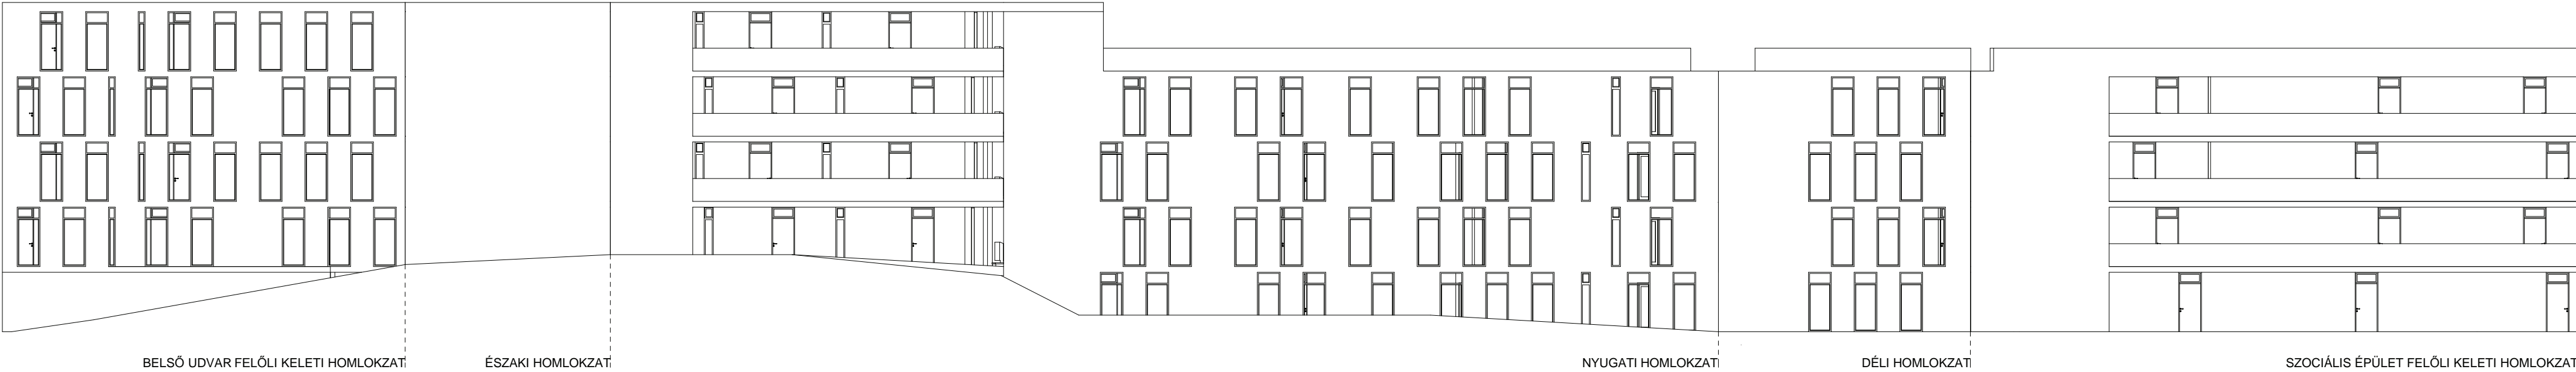 BELSŐ UDVAR FELŐLI KELETI HOMLOKZAT
ÉSZAKI HOMLOKZAT
NYUGATI HOMLOKZAT
DÉLI HOMLOKZAT
SZOCIÁLIS ÉPÜLET FELŐLI KELETI HOMLOKZAT